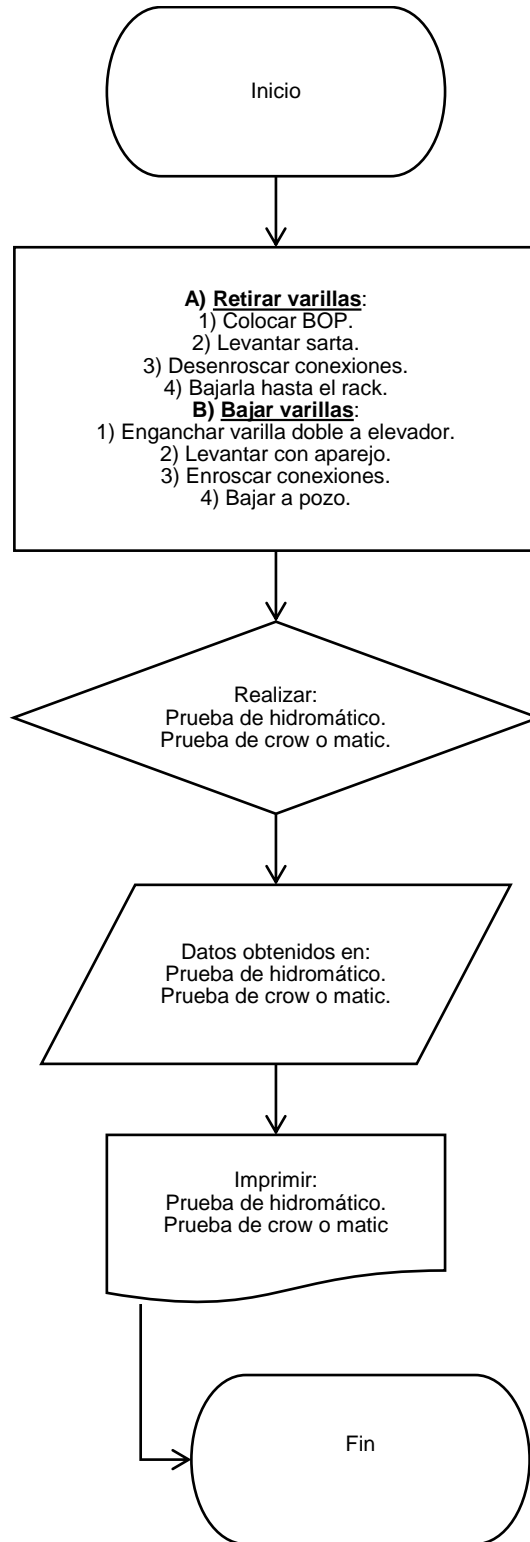 Inicio
A) Retirar varillas:
1) Colocar BOP.
2) Levantar sarta.
3) Desenroscar conexiones.
4) Bajarla hasta el rack.
B) Bajar varillas:
1) Enganchar varilla doble a elevador.
2) Levantar con aparejo.
3) Enroscar conexiones.
4) Bajar a pozo.
Realizar:
Prueba de hidromático.
Prueba de crow o matic.
Datos obtenidos en:
Prueba de hidromático.
Prueba de crow o matic.
Imprimir:
Prueba de hidromático.
Prueba de crow o matic
Fin